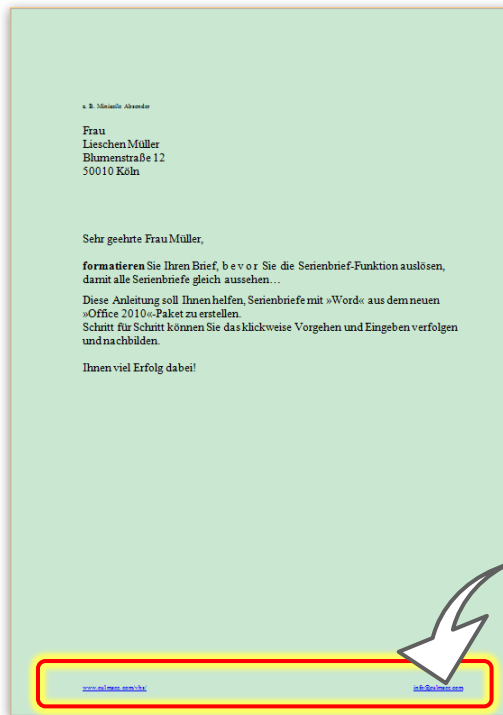 z. B. Minizeile Absender
Frau
Lieschen Müller
Blumenstraße 12
50010 Köln
Sehr geehrte Frau Müller,
formatieren Sie Ihren Brief, b e v o r Sie die Serienbrief-Funktion auslösen,
damit alle Serienbriefe gleich aussehen…
Diese Anleitung soll Ihnen helfen, Serienbriefe mit »Word« aus dem neuen
»Office 2010«-Paket zu erstellen.
Schritt für Schritt können Sie das klickweise Vorgehen und Eingeben verfolgen
und nachbilden.
Ihnen viel Erfolg dabei!